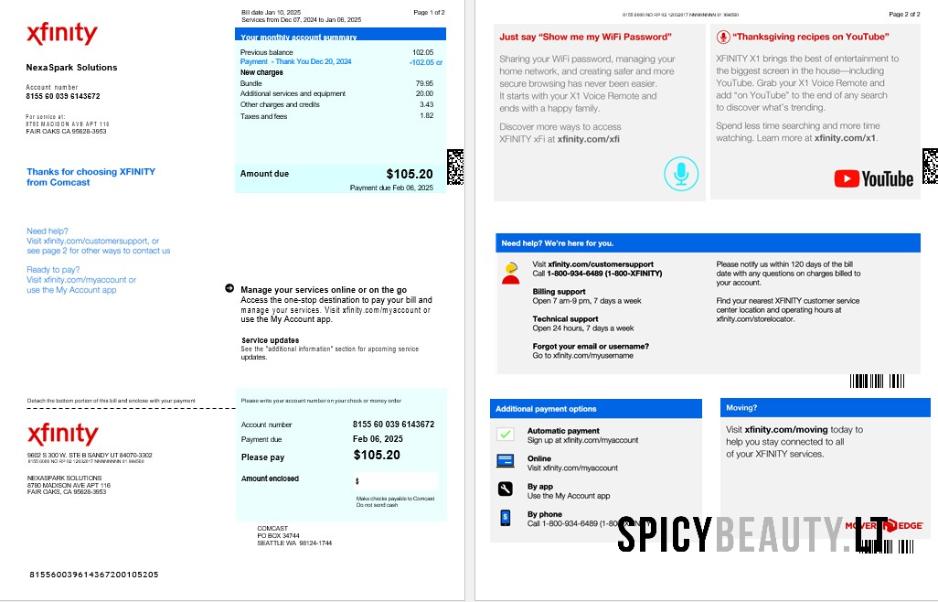 Bill date Jan 10, 2025
Services from Dec 07, 2024 to Jan 06, 2025
Page 1 of 2
xfinity
Your monthly account summary
NexaSpark Solutions
Previous balance 102.05
Payment - Thank You Dec 20, 2024 -102.05 cr
New charges
Bundle 79.95
Additional services and equipment 20.00
Other charges and credits 3.43
Taxes and fees 1.82
Account number
8155 60 039 6143672
For service at:
8780 MADISON AVE APT 116
FAIR OAKS CA 95628-3953
Thanks for choosing XFINITY
from Comcast
Amount due $105.20
Payment due Feb 06, 2025
Need help?
Visit xfinity.com/customersupport, or
see page 2 for other ways to contact us
Ready to pay?
Visit xfinity.com/myaccount or
use the My Account app
Manage your services online or on the go
Access the one-stop destination to pay your bill and
manage your services. Visit xfinity.com/myaccount or
use the My Account app.
Service updates
See the "additional information" section for upcoming service
updates.
Detach the bottom portion of this bill and enclose with your payment
Please write your account number on your check or money order
xfinity
9602 S 300 W. STE B SANDY UT 84070-3302
NEXASPARK SOLUTIONS
8780 MADISON AVE APT 116
FAIR OAKS, CA 95628-3953
Account number 8155 60 039 6143672
Payment due Feb 06, 2025
Please pay $105.20
Amount enclosed $
Make checks payable to Comcast
Do not send cash
COMCAST
PO BOX 34744
SEATTLE WA 98124-1744
815560039614367200105205
Page 2 of 2
Just say “Show me my WiFi Password”
Sharing your WiFi password, managing your
home network, and creating safer and more
secure browsing has never been easier.
It starts with your X1 Voice Remote and
ends with a happy family.
Discover more ways to access
XFINITY xFi at xfinity.com/xfi
“Thanksgiving recipes on YouTube”
XFINITY X1 brings the best of entertainment to
the biggest screen in the house—including
YouTube. Grab your X1 Voice Remote and
add “on YouTube” to the end of any search
to discover what’s trending.
Spend less time searching and more time
watching. Learn more at xfinity.com/x1.
YouTube
Need help? We’re here for you.
Visit xfinity.com/customersupport
Call 1-800-934-6489 (1-800-XFINITY)
Billing support
Open 7 am-9 pm, 7 days a week
Technical support
Open 24 hours, 7 days a week
Forgot your email or username?
Go to xfinity.com/myusername
Please notify us within 120 days of the bill
date with any questions on charges billed to
your account.
Find your nearest XFINITY customer service
center location and operating hours at
xfinity.com/storelocator.
Additional payment options
Automatic payment
Sign up at xfinity.com/myaccount
Online
Visit xfinity.com/myaccount
By app
Use the My Account app
By phone
Call 1-800-934-6489
Moving?
Visit xfinity.com/moving today to
help you stay connected to all
of your XFINITY services.
EDGE
SPICYBEAUTY.LT